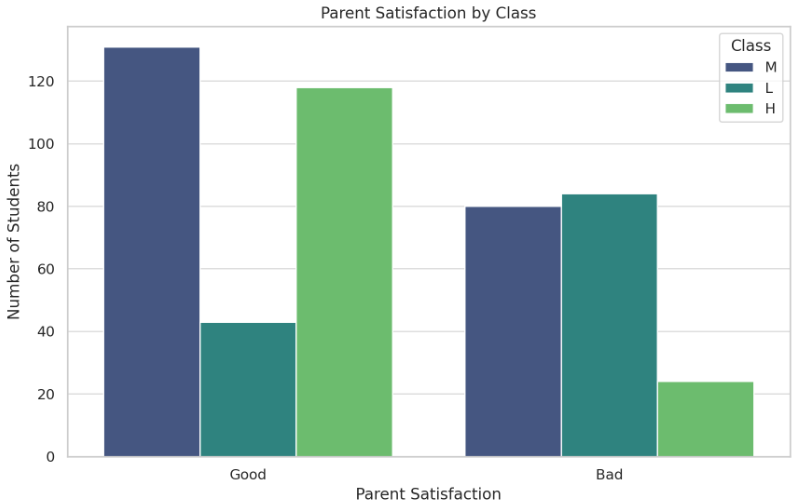 Parent Satisfaction by Class
Number of Students
120
100
80
60
40
20
0
Class
M
L
H
Good
Bad
Parent Satisfaction